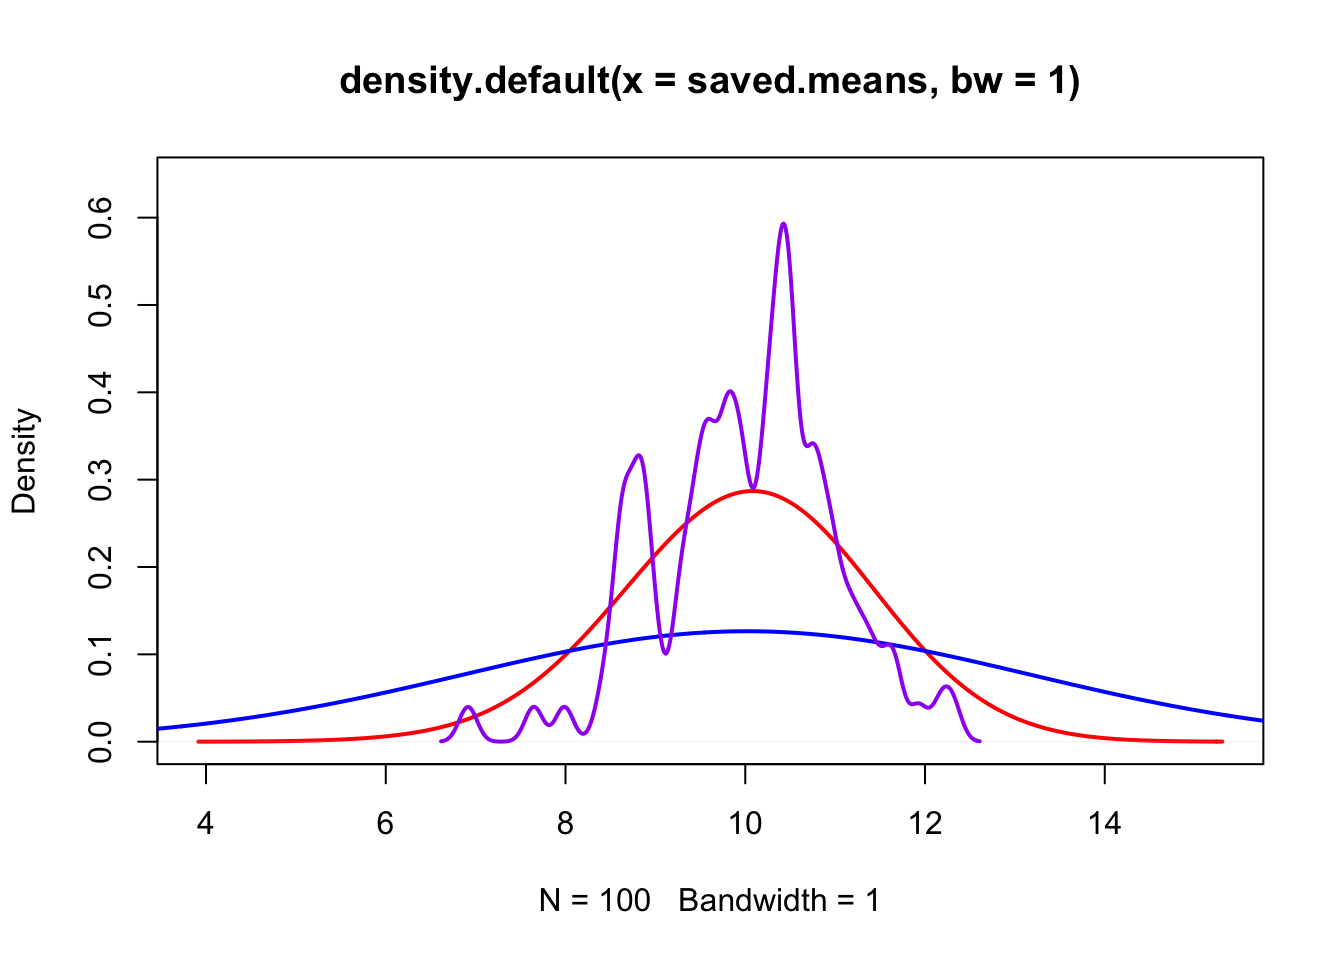 density.default(x = saved.means, bw = 1)
Density
0.6
0.5
0.4
0.3
0.2
0.1
0.0
4 6 8 10 12 14
N = 100 Bandwidth = 1